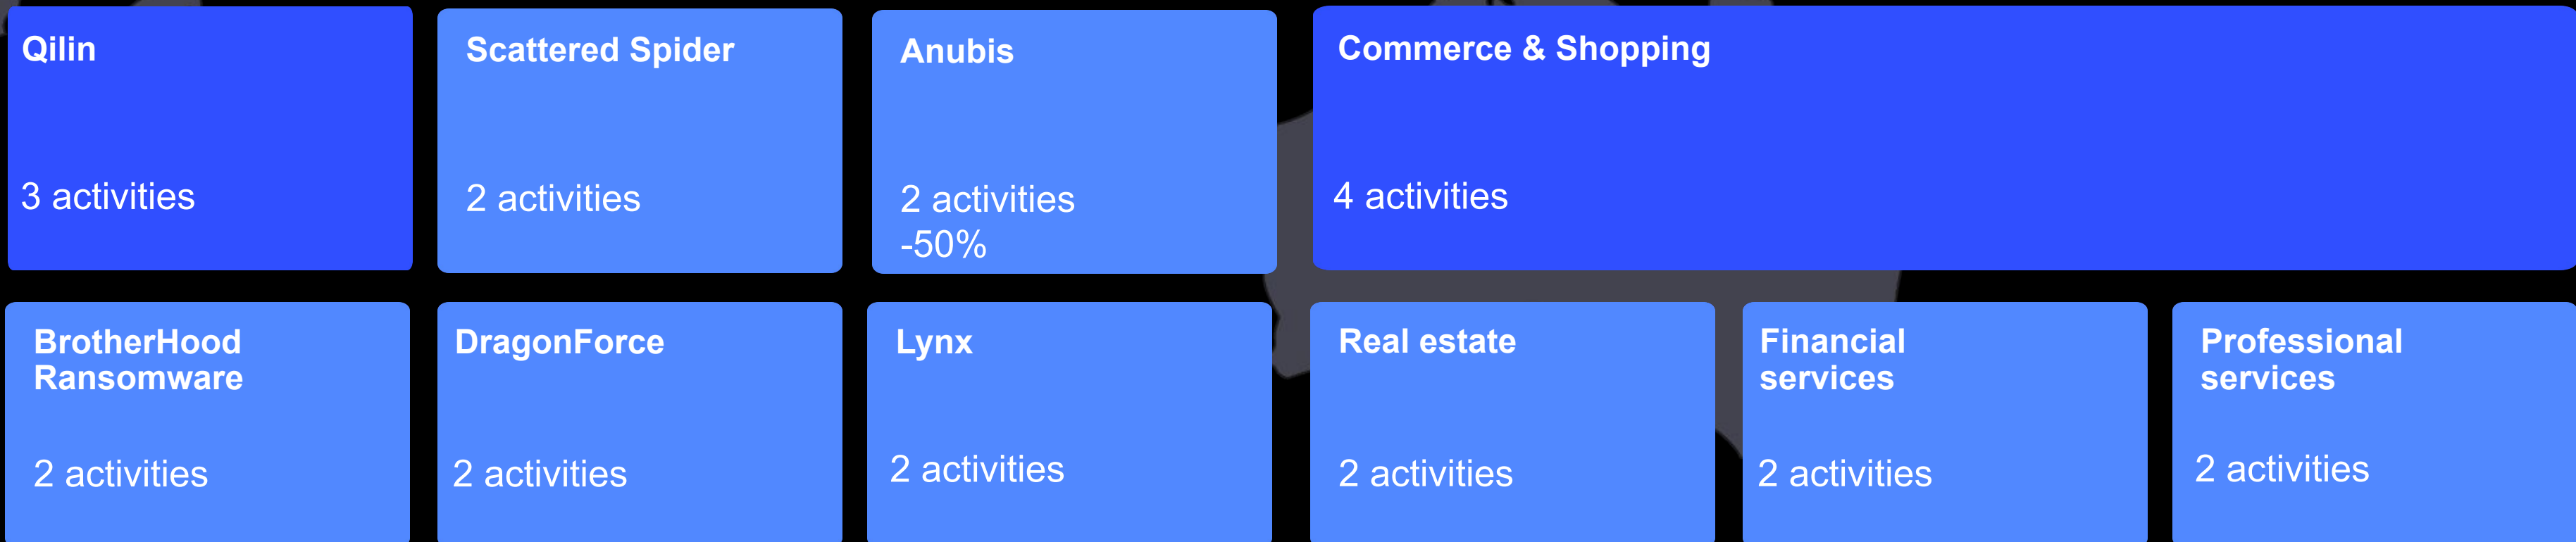 Qilin
3 activities
Scattered Spider
2 activities
Anubis
2 activities
-50%
Commerce & Shopping
4 activities
BrotherHood
Ransomware
2 activities
DragonForce
2 activities
Lynx
2 activities
Real estate
2 activities
Financial
services
2 activities
Professional
services
2 activities